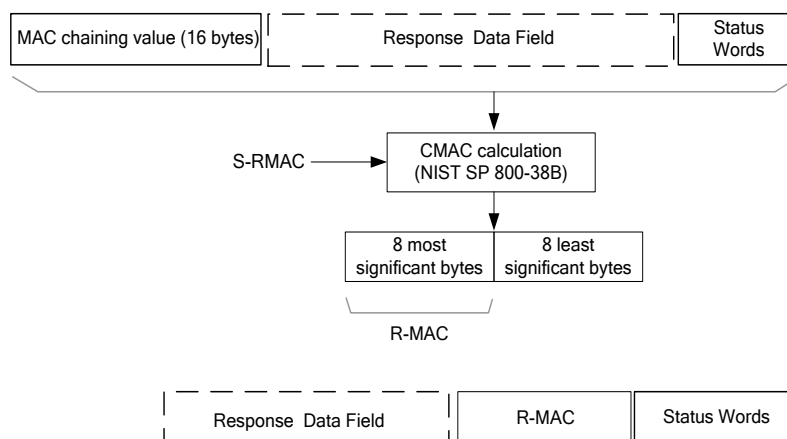 MAC chaining value (16 bytes)
Response Data Field
Status
Words
S-RMAC
CMAC calculation
(NIST SP 800-38B)
8 most
significant bytes
8 least
significant bytes
R-MAC
Response Data Field
R-MAC
Status Words